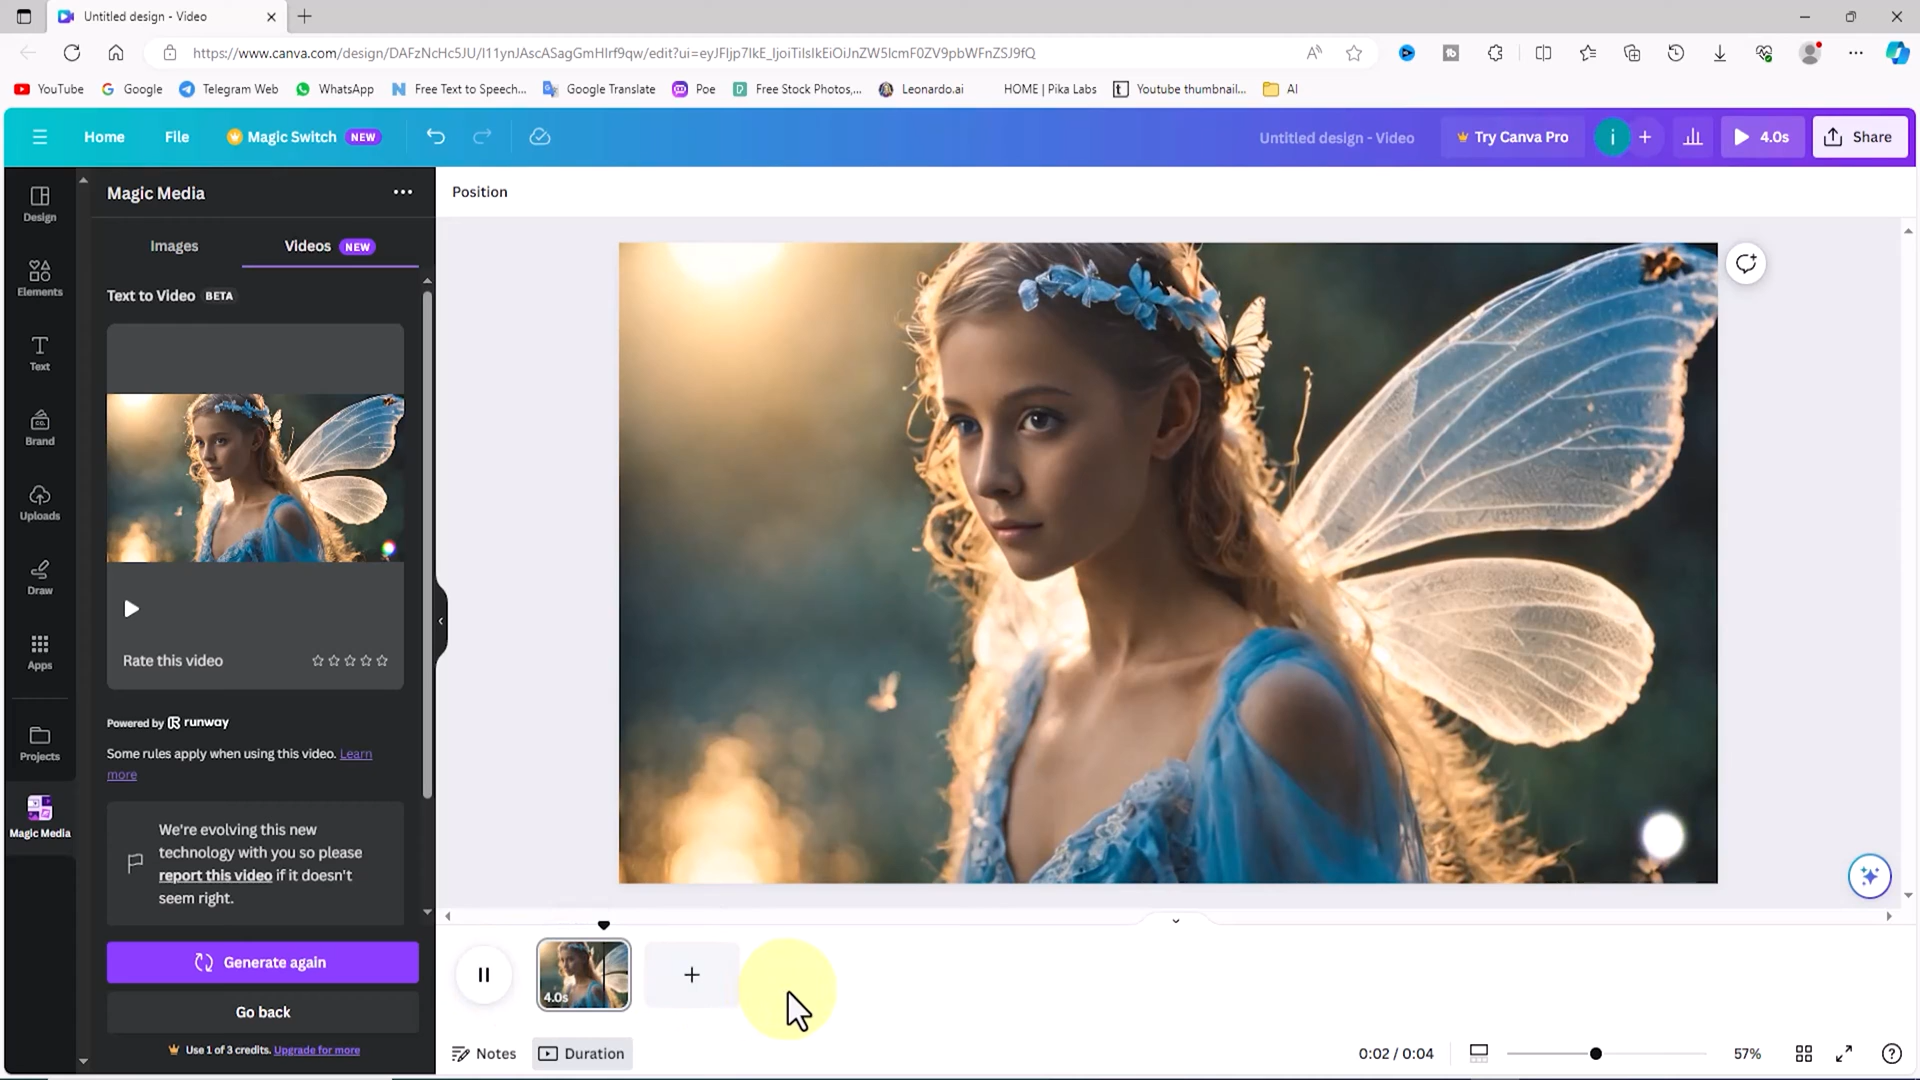 Untitled design - Video
https://www.canva.com/design/DAFzNcHc5JU/I11ynJAscASagGmHIrf9qw/edit?ui=eyJFIjp7IkE_IjoiTiIsIkEiOiJnZW5lcmF0ZV9pbWFnZSJ9fQ
YouTube
Google
Telegram Web
WhatsApp
Free Text to Speech...
Google Translate
Poe
Free Stock Photos,...
Leonardo.ai
HOME | Pika Labs
Youtube thumbnail...
AI
Home
File
Magic Switch NEW
Untitled design - Video
Try Canva Pro
i
4.0s
Share
Design
Elements
Text
Brand
Uploads
Draw
Apps
Projects
Magic Media
Magic Media
Images
Videos NEW
Text to Video BETA
Rate this video
Powered by runway
Some rules apply when using this video. Learn
more
We're evolving this new
technology with you so please
report this video if it doesn't
seem right.
Generate again
Go back
Use 1 of 3 credits. Upgrade for more
Position
4.0s
Notes
Duration
0:02 / 0:04
57%